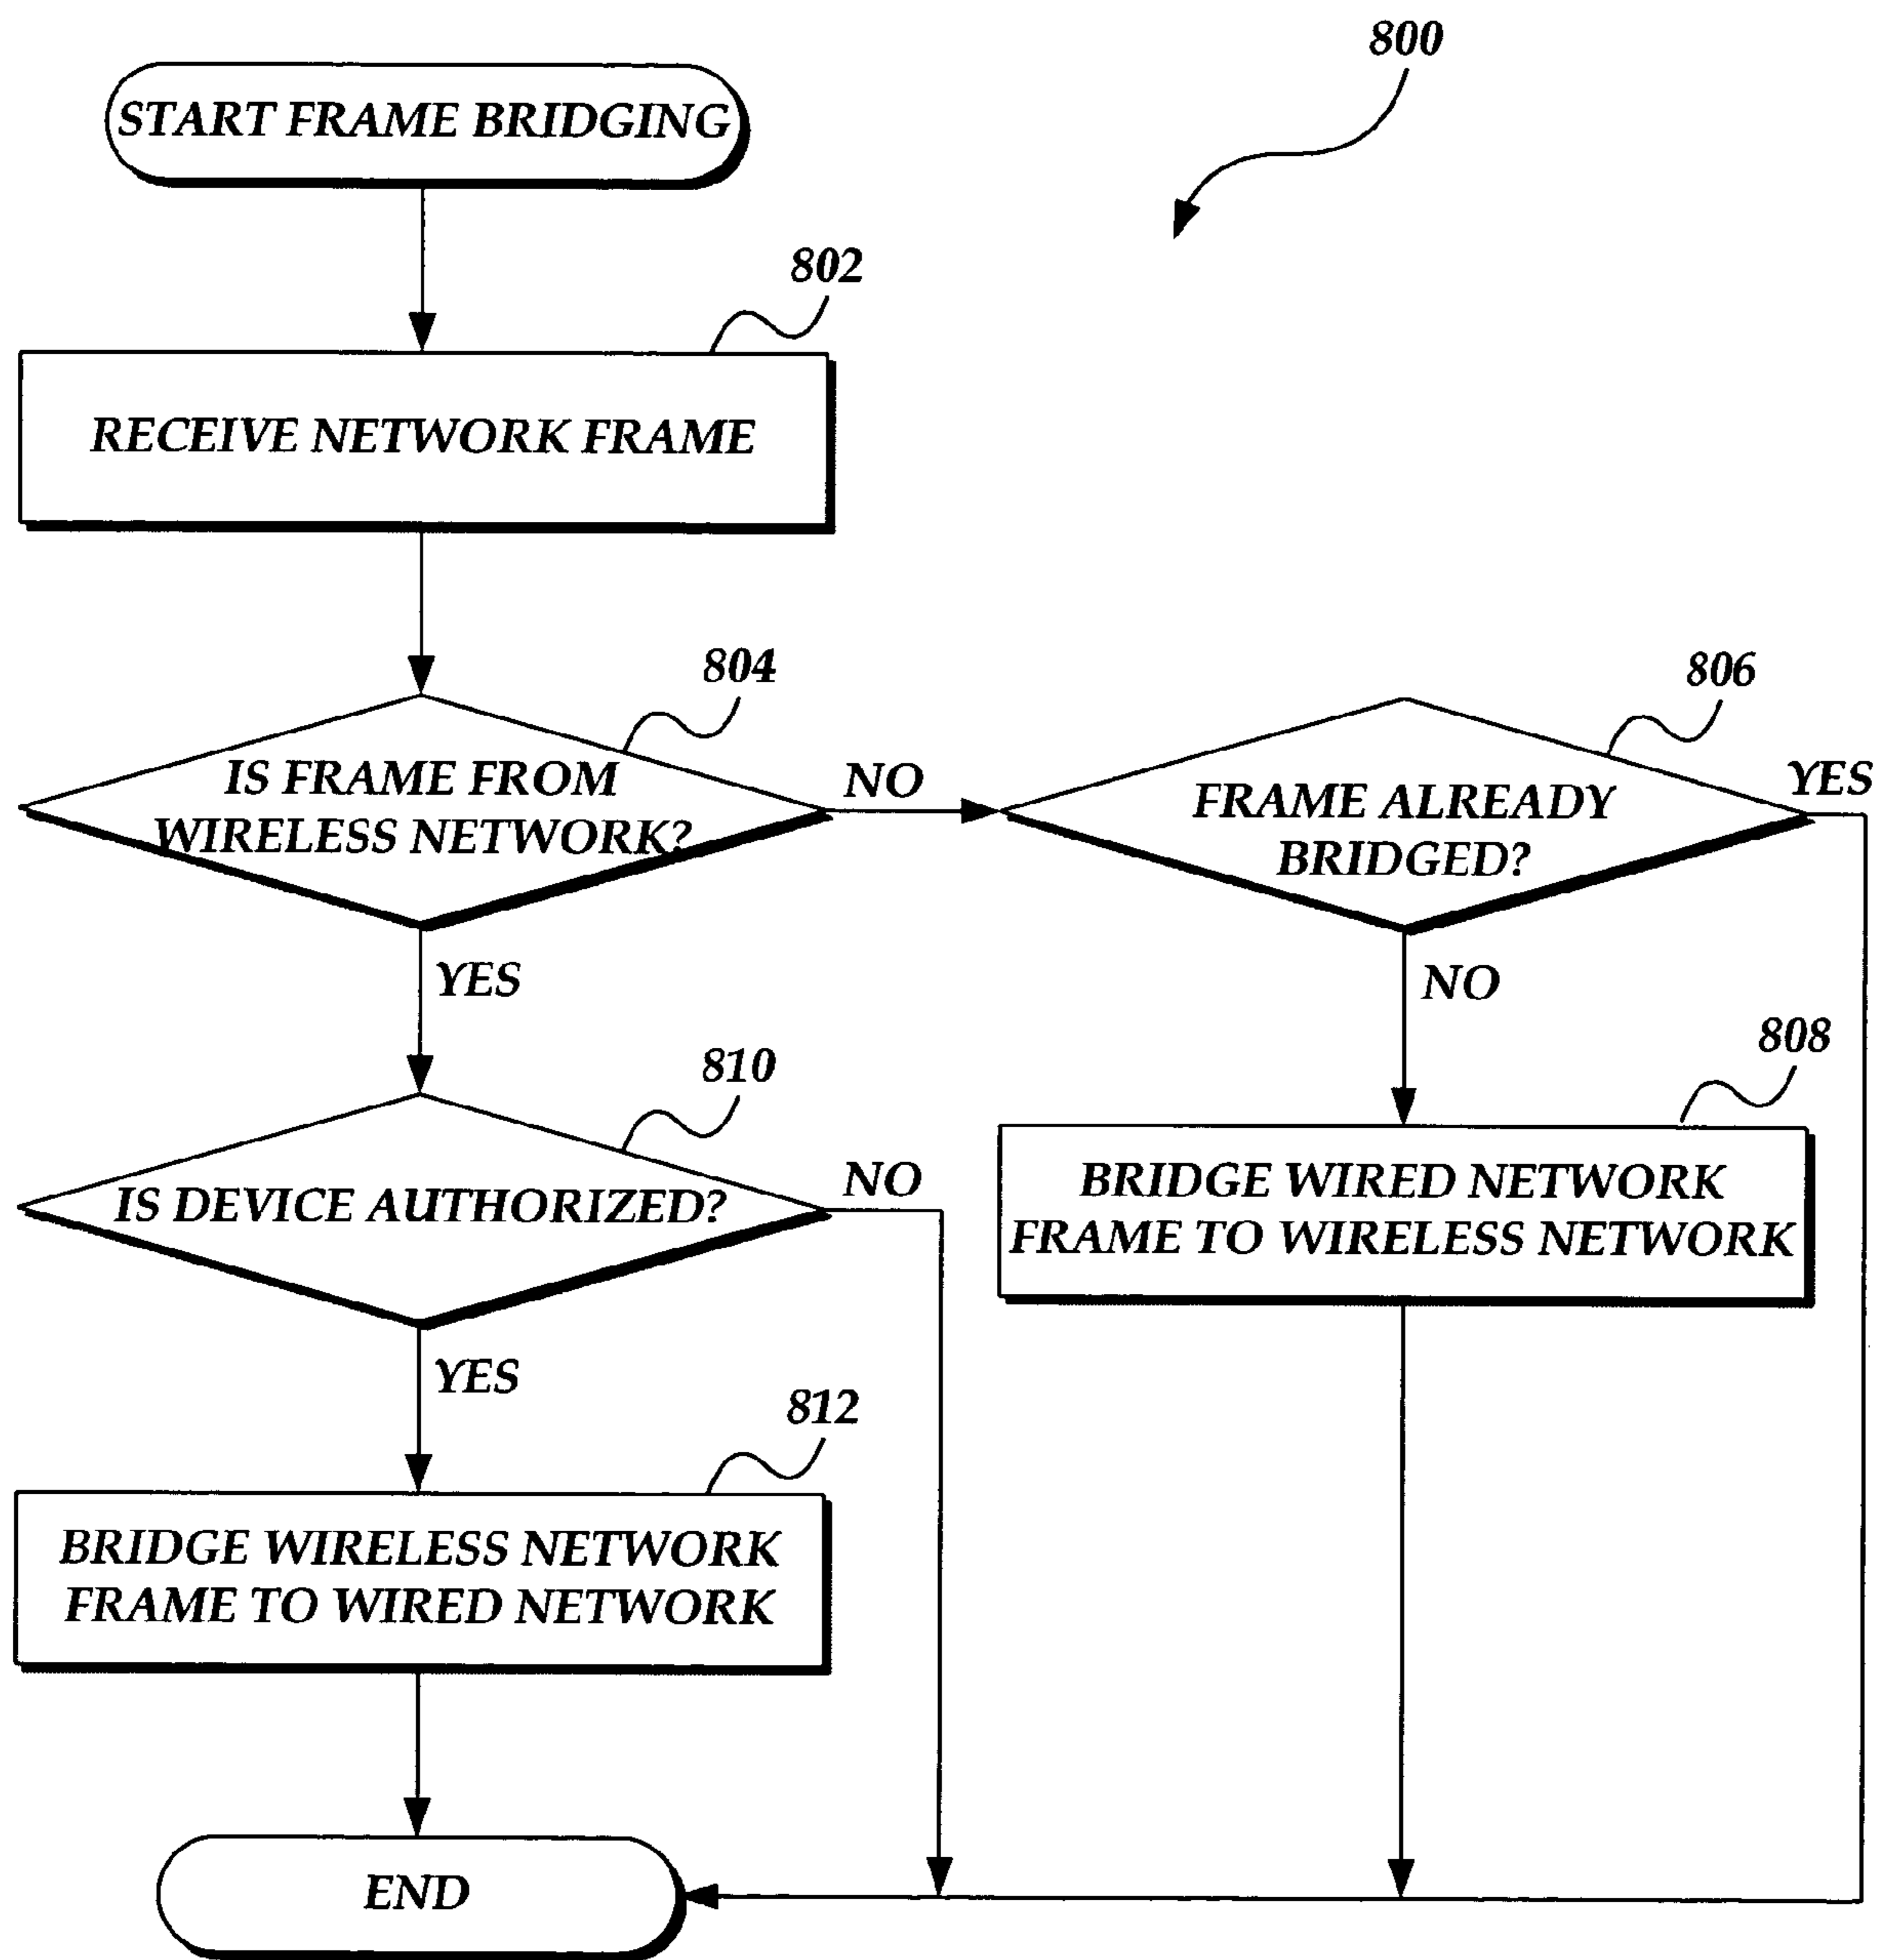 800
START FRAME BRIDGING
802
RECEIVE NETWORK FRAME
804
IS FRAME FROM
WIRELESS NETWORK?
NO
806
FRAME ALREADY
BRIDGED?
YES
YES
NO
810
IS DEVICE AUTHORIZED?
NO
808
BRIDGE WIRED NETWORK
FRAME TO WIRELESS NETWORK
YES
812
BRIDGE WIRELESS NETWORK
FRAME TO WIRED NETWORK
END